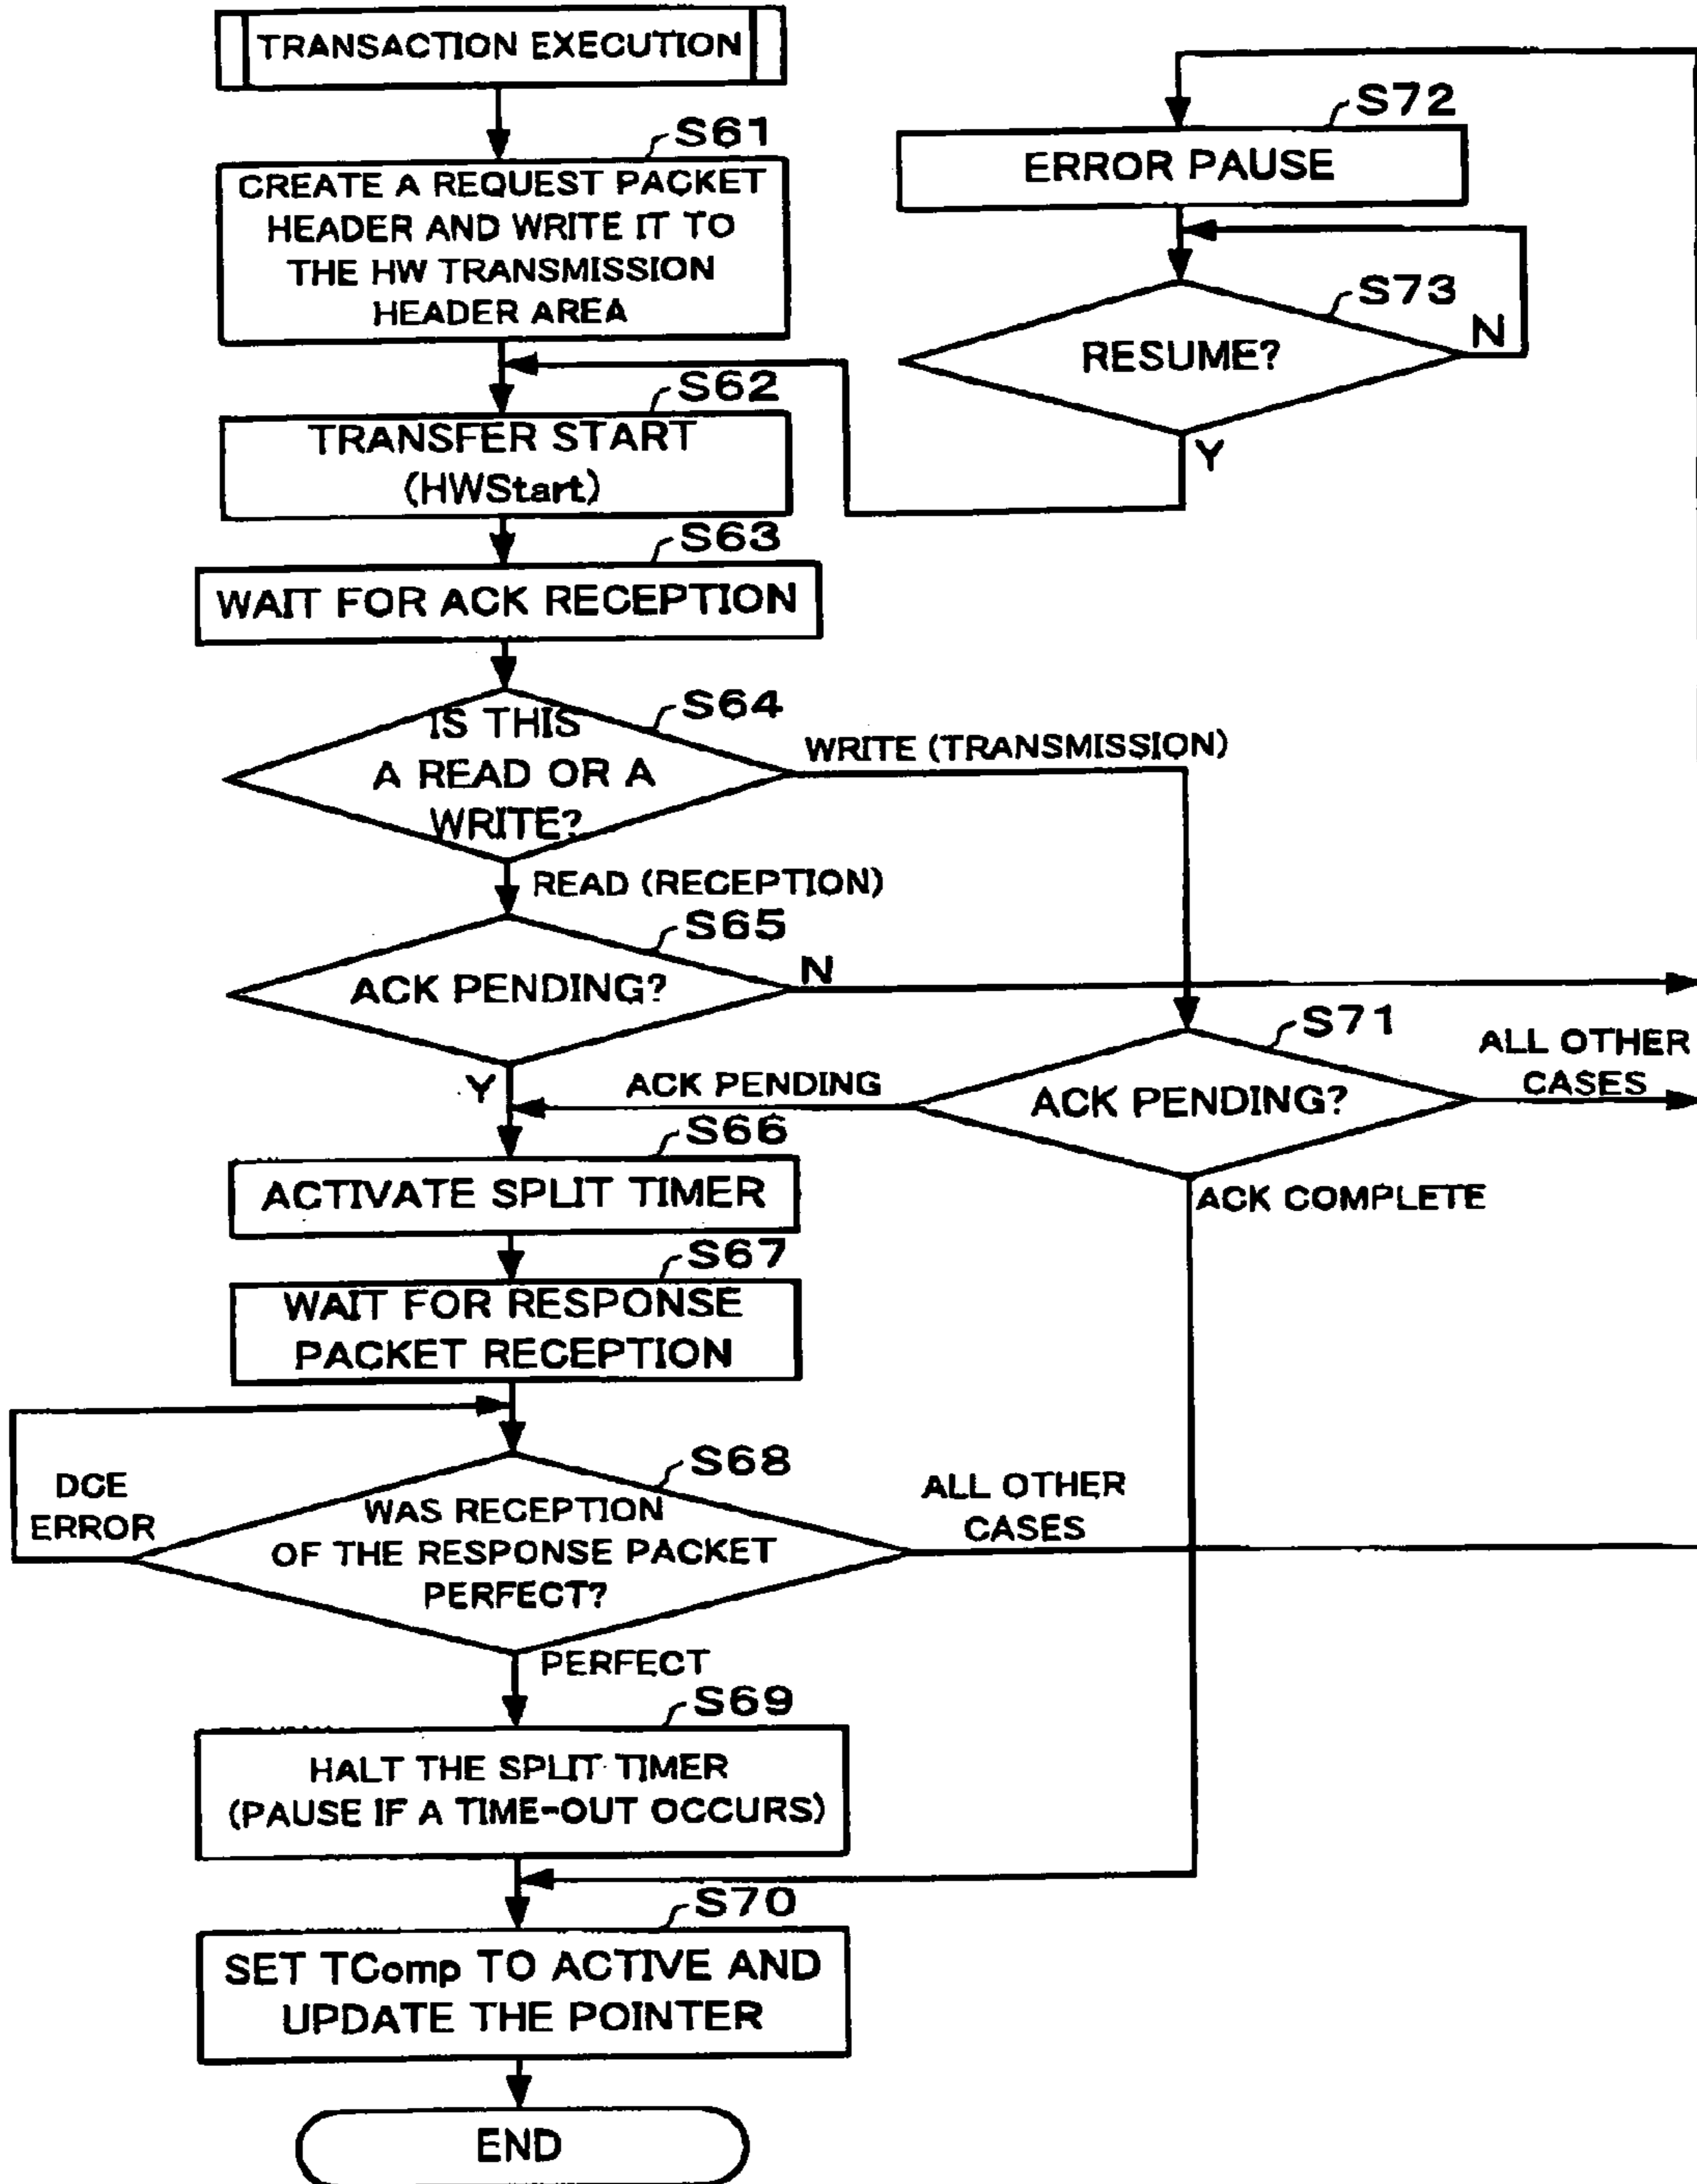 TRANSACTION EXECUTION
S61
CREATE A REQUEST PACKET
HEADER AND WRITE IT TO
THE HW TRANSMISSION
HEADER AREA
S72
ERROR PAUSE
S73
RESUME?
N
Y
S62
TRANSFER START
(HWStart)
S63
WAIT FOR ACK RECEPTION
S64
IS THIS
A READ OR A
WRITE?
WRITE (TRANSMISSION)
READ (RECEPTION)
S65
ACK PENDING?
N
Y
S71
ACK PENDING?
ALL OTHER
CASES
ACK PENDING
ACK COMPLETE
S66
ACTIVATE SPLIT TIMER
S67
WAIT FOR RESPONSE
PACKET RECEPTION
S68
WAS RECEPTION
OF THE RESPONSE PACKET
PERFECT?
DCE
ERROR
ALL OTHER
CASES
PERFECT
S69
HALT THE SPLIT TIMER
(PAUSE IF A TIME-OUT OCCURS)
S70
SET TComp TO ACTIVE AND
UPDATE THE POINTER
END